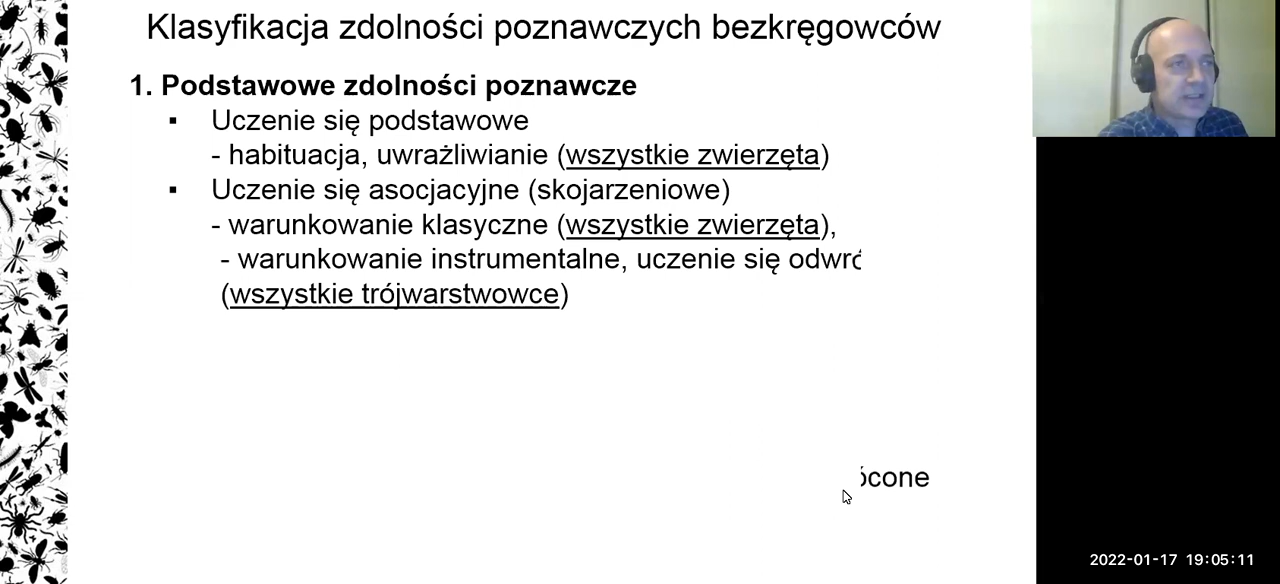 Klasyfikacja zdolności poznawczych bezkręgowców
1. Podstawowe zdolności poznawcze
▪ Uczenie się podstawowe
- habituacja, uwrażliwianie (wszystkie zwierzęta)
▪ Uczenie się asocjacyjne (skojarzeniowe)
- warunkowanie klasyczne (wszystkie zwierzęta),
- warunkowanie instrumentalne, uczenie się odwró
(wszystkie trójwarstwowce)
ócone
2022-01-17 19:05:11